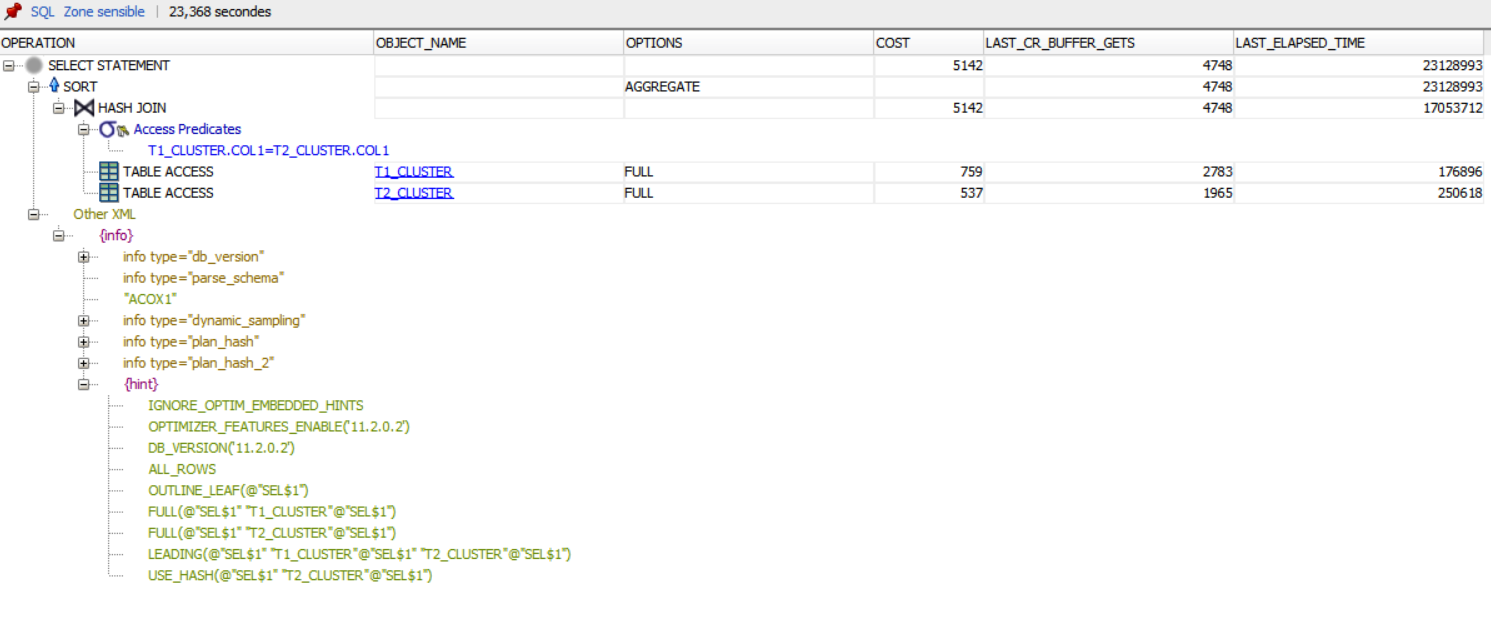 SQL Zone sensible | 23,368 secondes
OPERATION OBJECT_NAME OPTIONS COST LAST_CR_BUFFER_GETS LAST_ELAPSED_TIME
SELECT STATEMENT 5142 4748 23128993
SORT AGGREGATE 4748 23128993
HASH JOIN 5142 4748 17053712
Access Predicates
T1_CLUSTER.COL1=T2_CLUSTER.COL1
TABLE ACCESS T1_CLUSTER FULL 759 2783 176896
TABLE ACCESS T2_CLUSTER FULL 537 1965 250618
Other XML
{info}
info type="db_version"
info type="parse_schema"
"ACOX1"
info type="dynamic_sampling"
info type="plan_hash"
info type="plan_hash_2"
{hint}
IGNORE_OPTIM_EMBEDDED_HINTS
OPTIMIZER_FEATURES_ENABLE('11.2.0.2')
DB_VERSION('11.2.0.2')
ALL_ROWS
OUTLINE_LEAF(@"SEL$1")
FULL(@"SEL$1" "T1_CLUSTER"@"SEL$1")
FULL(@"SEL$1" "T2_CLUSTER"@"SEL$1")
LEADING(@"SEL$1" "T1_CLUSTER"@"SEL$1" "T2_CLUSTER"@"SEL$1")
USE_HASH(@"SEL$1" "T2_CLUSTER"@"SEL$1")